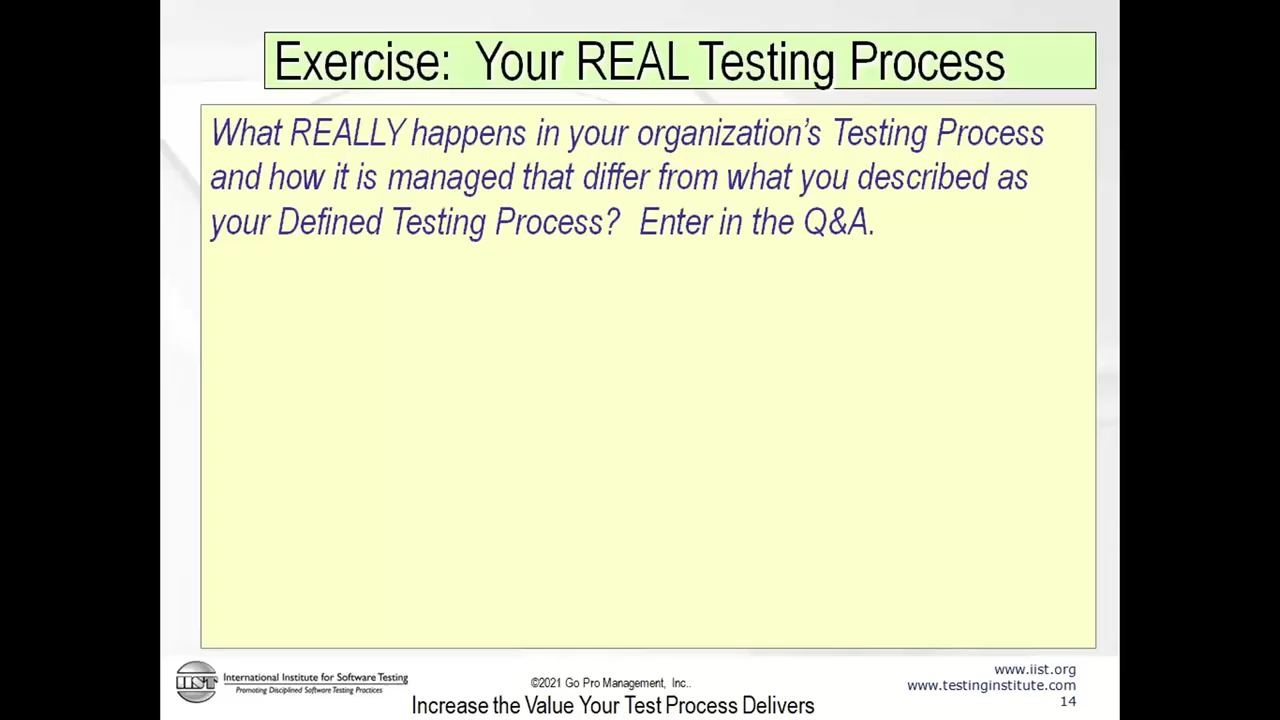 Exercise: Your REAL Testing Process
What REALLY happens in your organization's Testing Process
and how it is managed that differ from what you described as
your Defined Testing Process? Enter in the Q&A.
IIST
International Institute for Software Testing
Promoting Disciplined Software Testing Practices
©2021 Go Pro Management, Inc..
Increase the Value Your Test Process Delivers
www.iist.org
www.testinginstitute.com
14